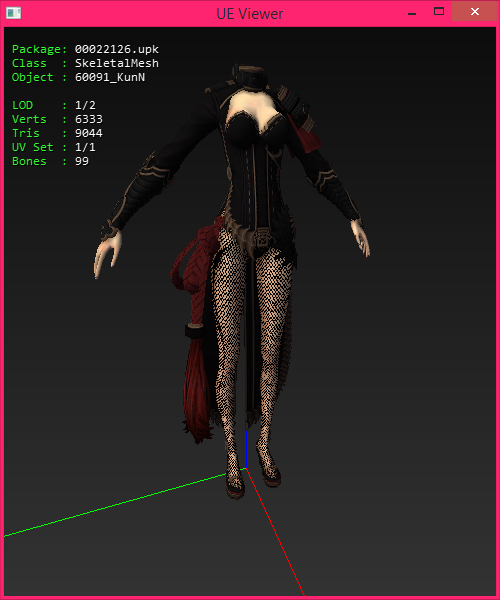 UE Viewer
Package: 00022126.upk
Class  : SkeletalMesh
Object : 60091_KunN
LOD    : 1/2
Verts  : 6333
Tris   : 9044
UV Set : 1/1
Bones  : 99